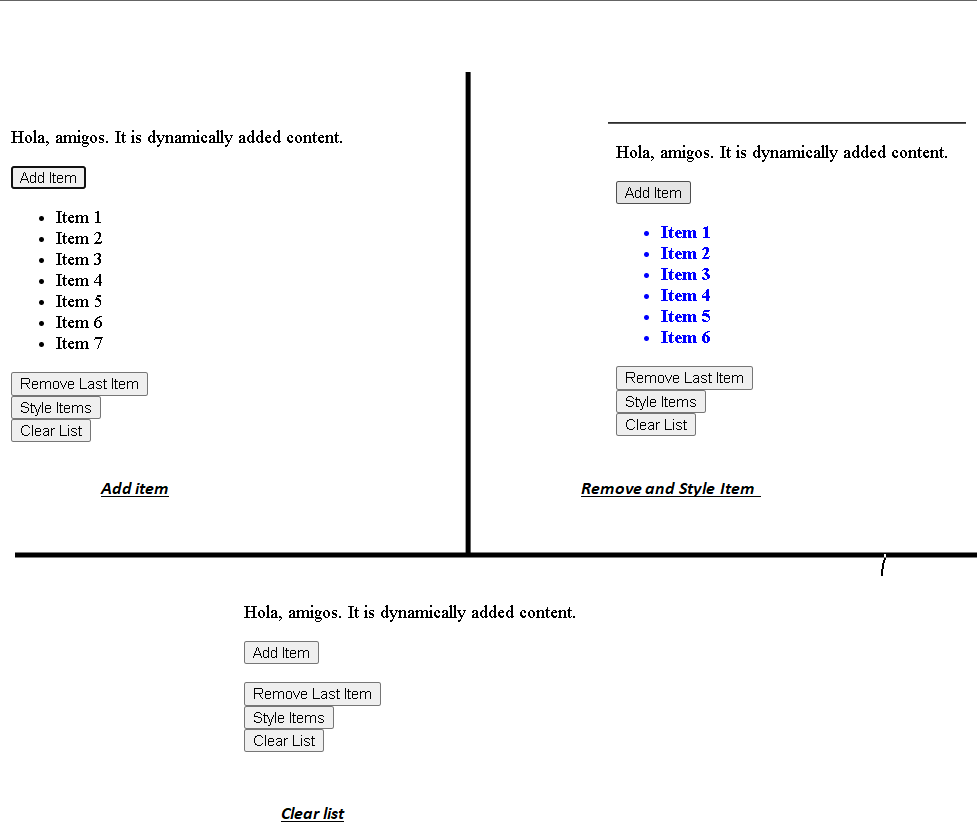 Hola, amigos. It is dynamically added content.
Add Item
Item 1
Item 2
Item 3
Item 4
Item 5
Item 6
Item 7
Remove Last Item
Style Items
Clear List
Add item
Hola, amigos. It is dynamically added content.
Add Item
Item 1
Item 2
Item 3
Item 4
Item 5
Item 6
Remove Last Item
Style Items
Clear List
Remove and Style Item
Hola, amigos. It is dynamically added content.
Add Item
Remove Last Item
Style Items
Clear List
Clear list